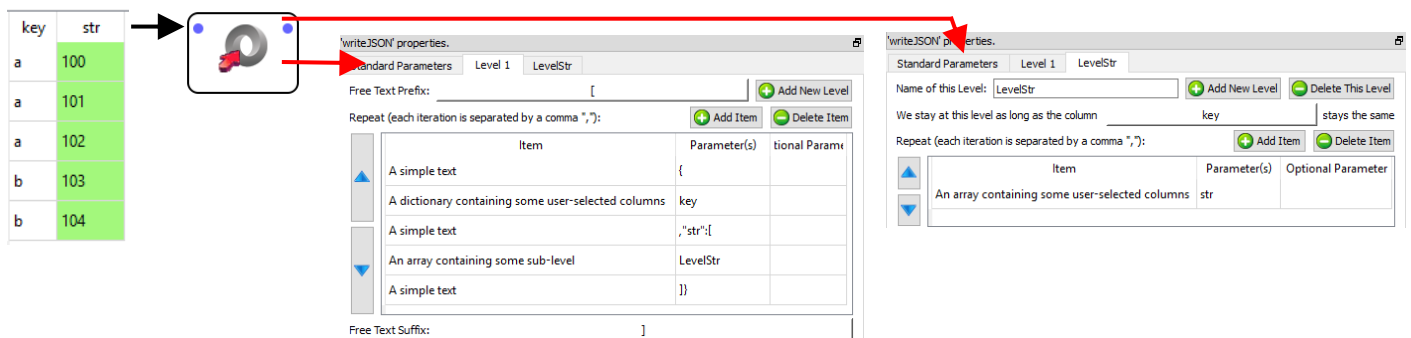 key str
a 100
a 101
a 102
b 103
b 104
'writeJSON' properties.
Standard Parameters Level 1 LevelStr
Free Text Prefix: [ Add New Level
Repeat (each iteration is separated by a comma ","): Add Item Delete Item
Item Parameter(s) tional Parame
A simple text {
A dictionary containing some user-selected columns key
A simple text ,"str":[
An array containing some sub-level LevelStr
A simple text ]}
Free Text Suffix: ]
'writeJSON' properties.
Standard Parameters Level 1 LevelStr
Name of this Level: LevelStr Add New Level Delete This Level
We stay at this level as long as the column key stays the same
Repeat (each iteration is separated by a comma ","): Add Item Delete Item
Item Parameter(s) Optional Parameter
An array containing some user-selected columns str